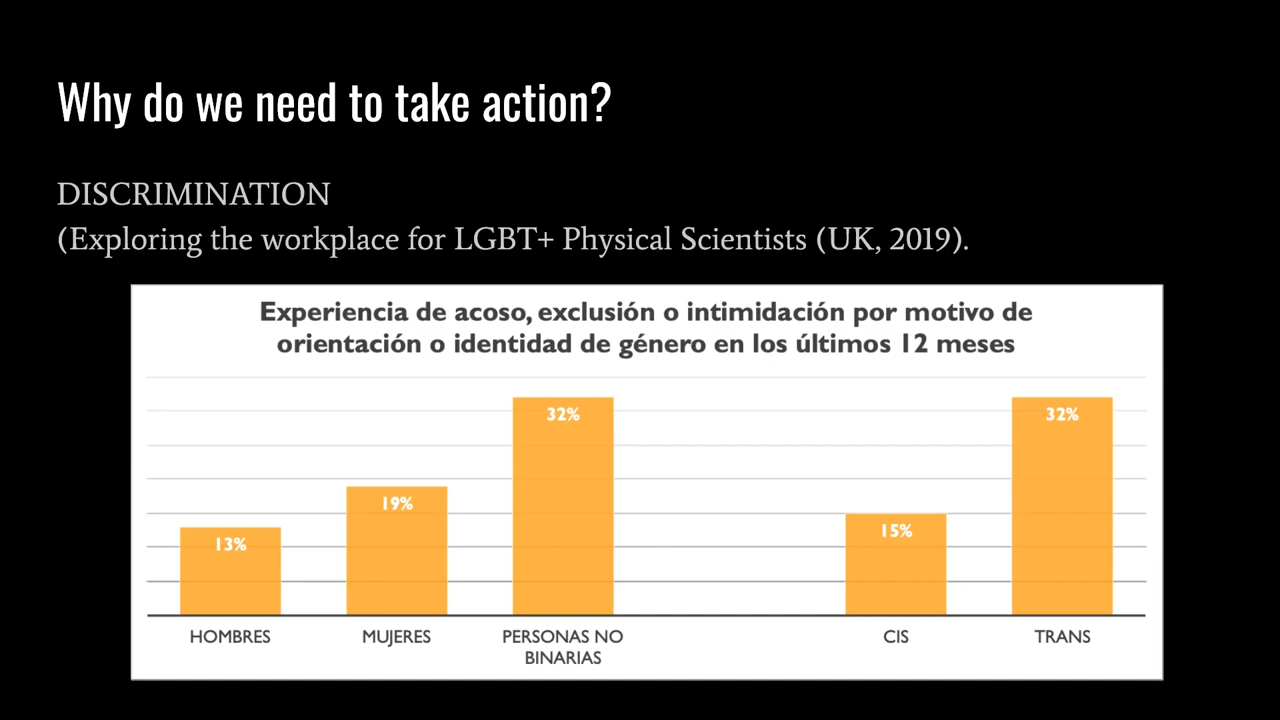 Why do we need to take action?
DISCRIMINATION
(Exploring the workplace for LGBT+ Physical Scientists (UK, 2019).
Experiencia de acoso, exclusión o intimidación por motivo de
orientación o identidad de género en los últimos 12 meses
13%
19%
32%
15%
32%
HOMBRES
MUJERES
PERSONAS NO
BINARIAS
CIS
TRANS